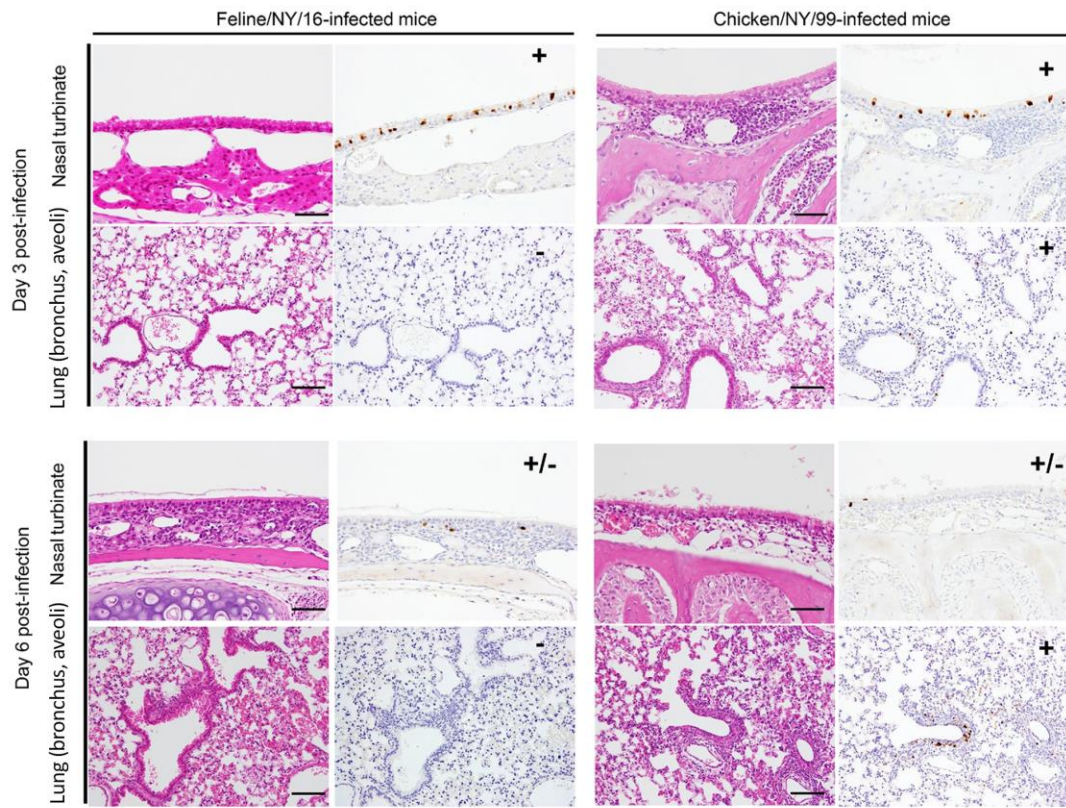 Feline/NY/16-infected mice
Chicken/NY/99-infected mice
Day 3 post-infection
Nasal turbinate
+
+
Lung (bronchus, aveoli)
-
+
Day 6 post-infection
Nasal turbinate
+/-
+/-
Lung (bronchus, aveoli)
-
+